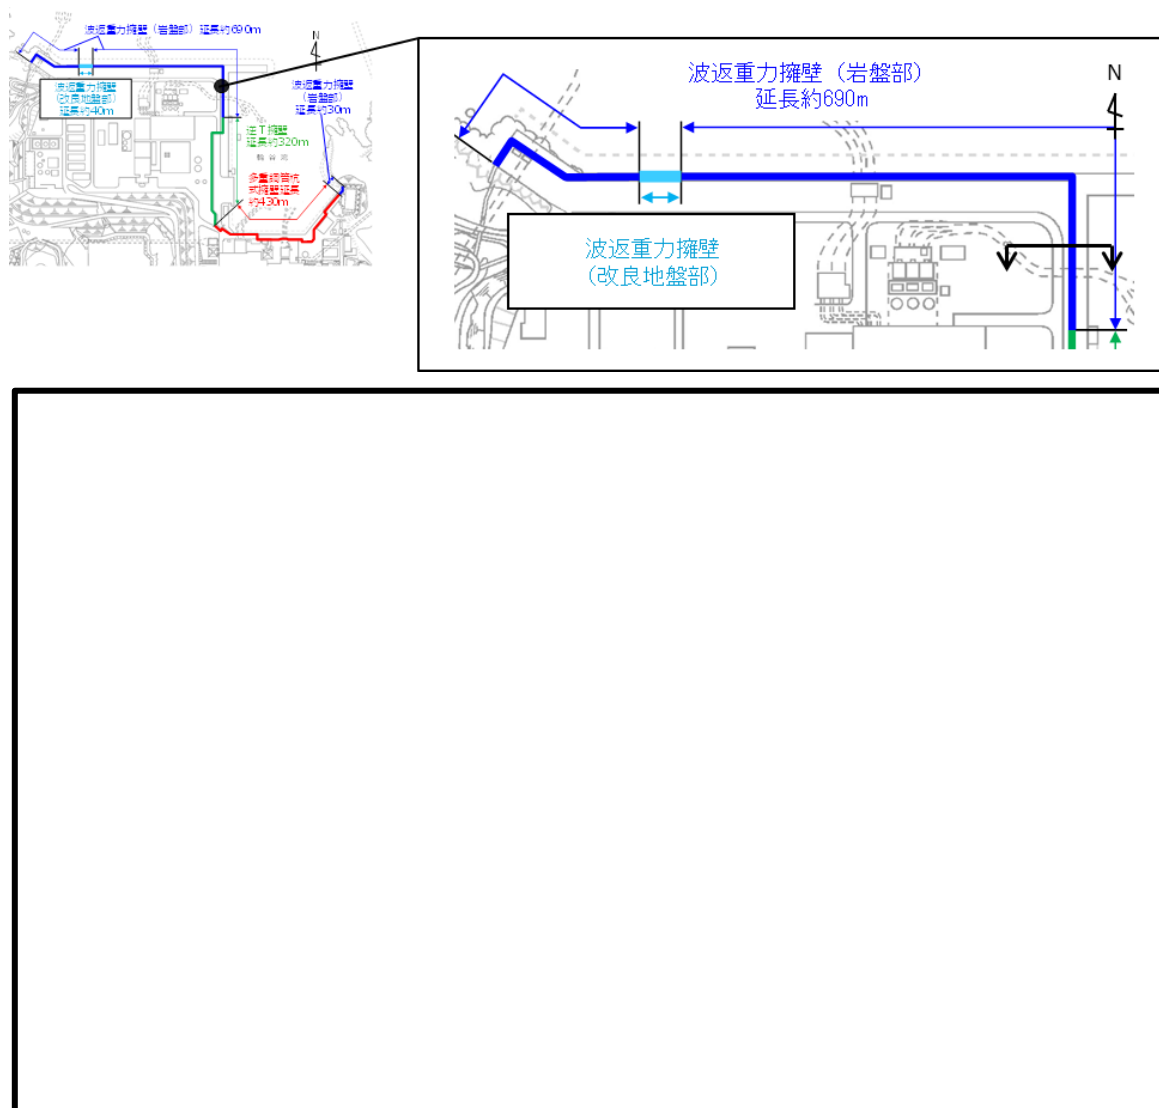 波返重力擁壁（岩盤部）延長約690m
N
波返重力擁壁
（改良地盤部）
延長約40m
波返重力擁壁
（岩盤部）
延長約30m
逆T擁壁
延長約320m
多重鋼管杭
式擁壁延長
約430m
波返重力擁壁（岩盤部）
延長約690m
N
波返重力擁壁
（改良地盤部）